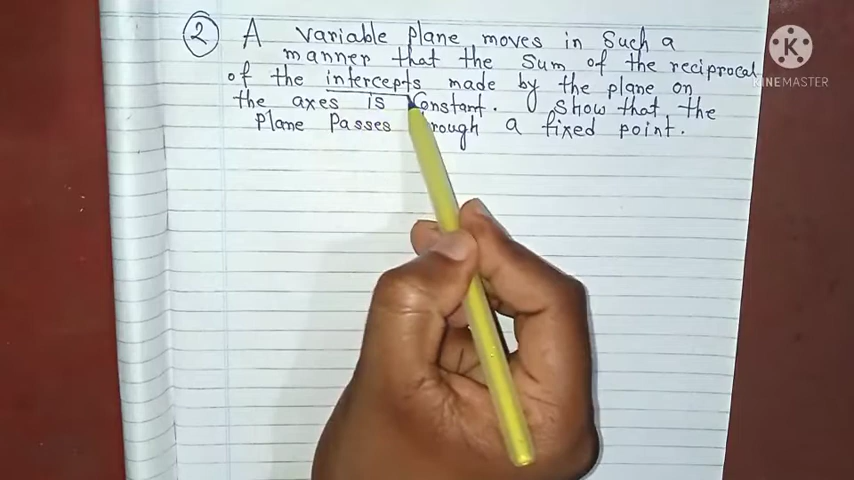 2 A variable plane moves in Such a
manner that the Sum of the reciprocal
of the intercepts made by the plane on
the axes is Constant. Show that the
Plane Passes through a fixed point.
K
KINEMASTER